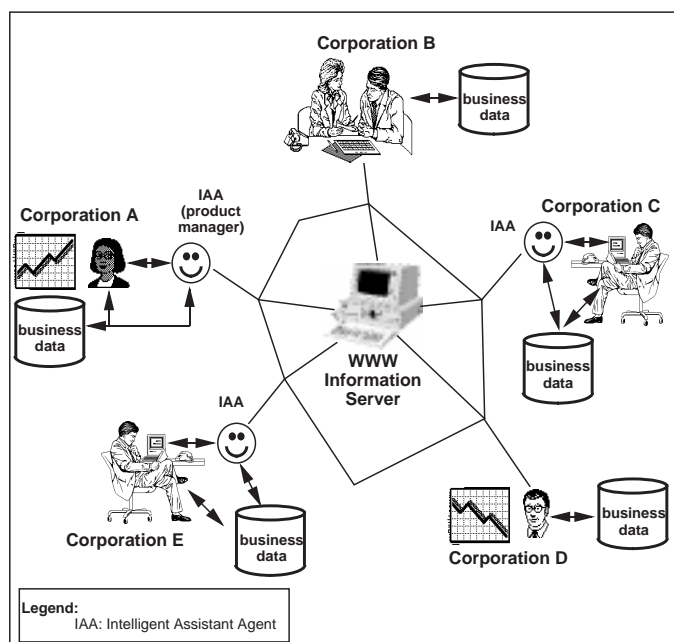 Corporation B
business
data
IAA
(product
manager)
Corporation A
business
data
Corporation C
IAA
business
data
WWW
Information
Server
IAA
Corporation E
business
data
business
data
Corporation D
Legend:
IAA: Intelligent Assistant Agent